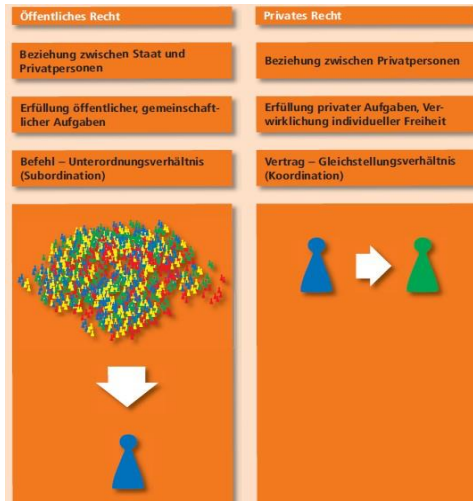 Öffentliches Recht
Beziehung zwischen Staat und
Privatpersonen
Erfüllung öffentlicher, gemeinschaft-
licher Aufgaben
Befehl – Unterordnungsverhältnis
(Subordination)
Privates Recht
Beziehung zwischen Privatpersonen
Erfüllung privater Aufgaben, Ver-
wirklichung individueller Freiheit
Vertrag – Gleichstellungsverhältnis
(Koordination)